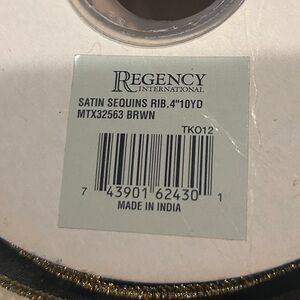 REGENCY
INTERNATIONAL
SATIN SEQUINS RIB.4"10YD
MTX32563 BRWN
TKO12
7 43901 62430 1
MADE IN INDIA